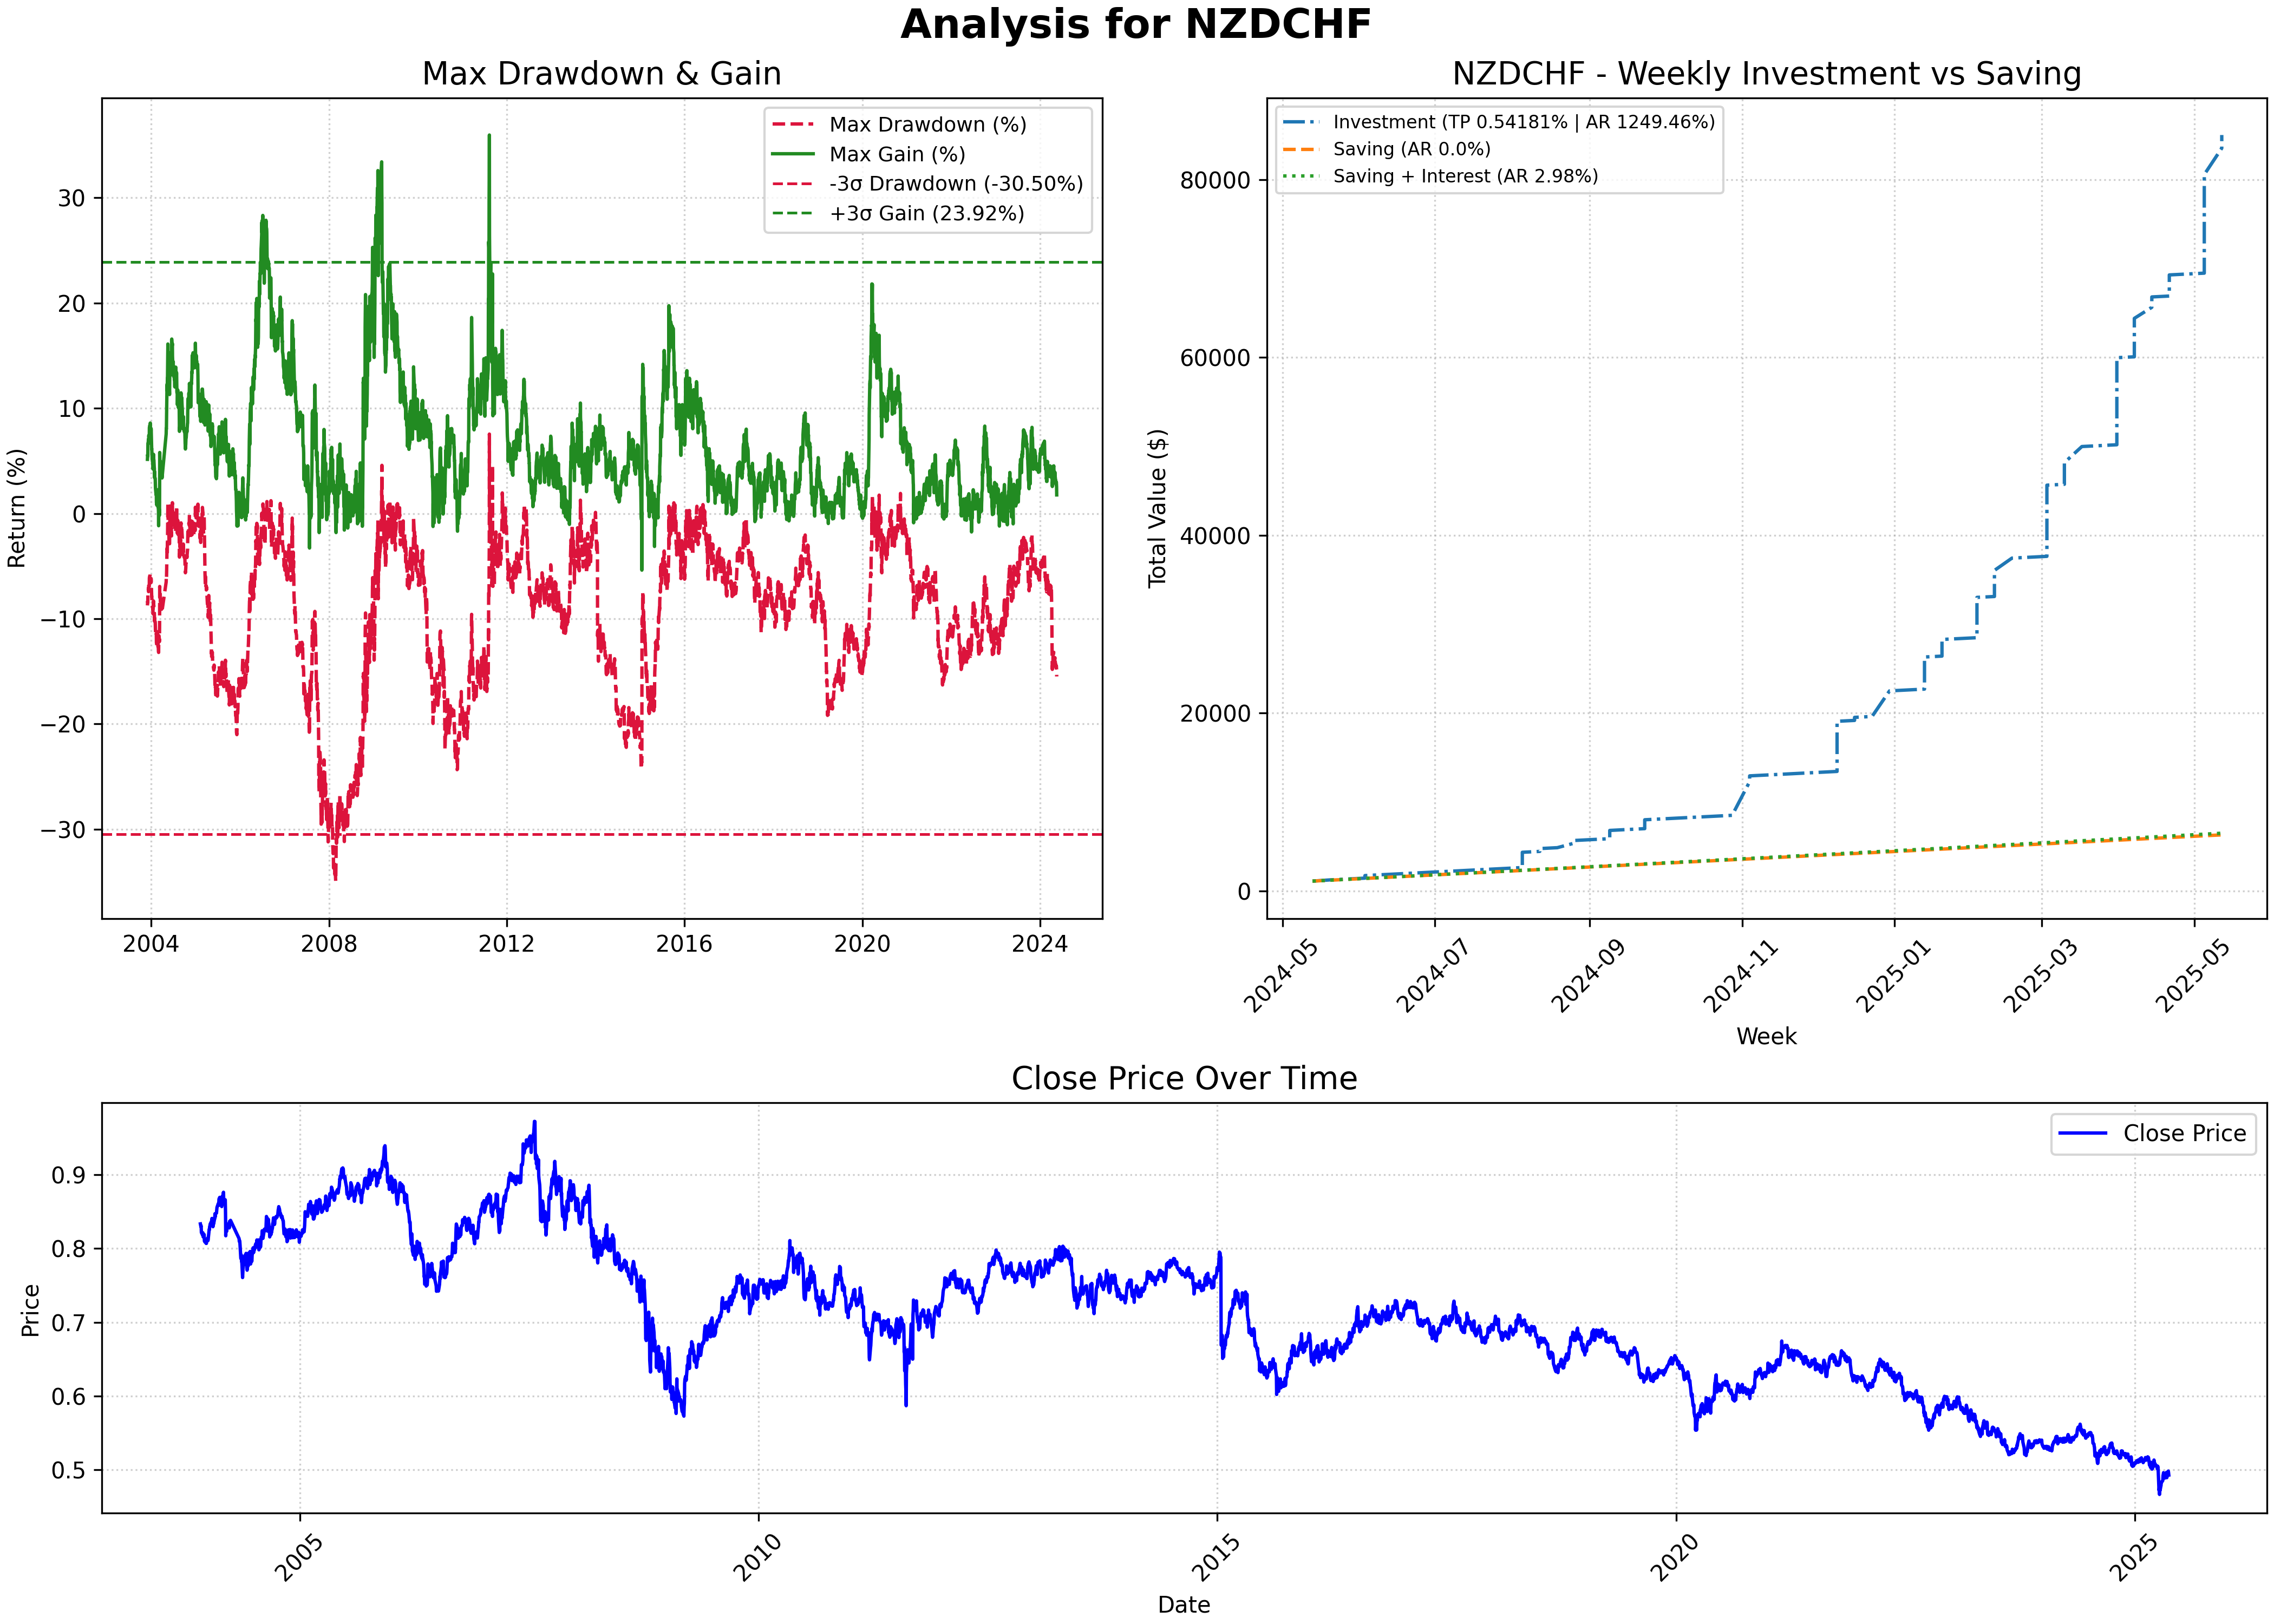 Analysis for NZDCHF
Max Drawdown & Gain
Max Drawdown (%)
Max Gain (%)
-3σ Drawdown (-30.50%)
+3σ Gain (23.92%)
Return (%)
30
20
10
0
−10
−20
−30
2004
2008
2012
2016
2020
2024
NZDCHF - Weekly Investment vs Saving
Investment (TP 0.54181% | AR 1249.46%)
Saving (AR 0.0%)
Saving + Interest (AR 2.98%)
Total Value ($)
80000
60000
40000
20000
0
2024-05
2024-07
2024-09
2024-11
2025-01
2025-03
2025-05
Week
Close Price Over Time
Close Price
Price
0.9
0.8
0.7
0.6
0.5
2005
2010
2015
2020
2025
Date